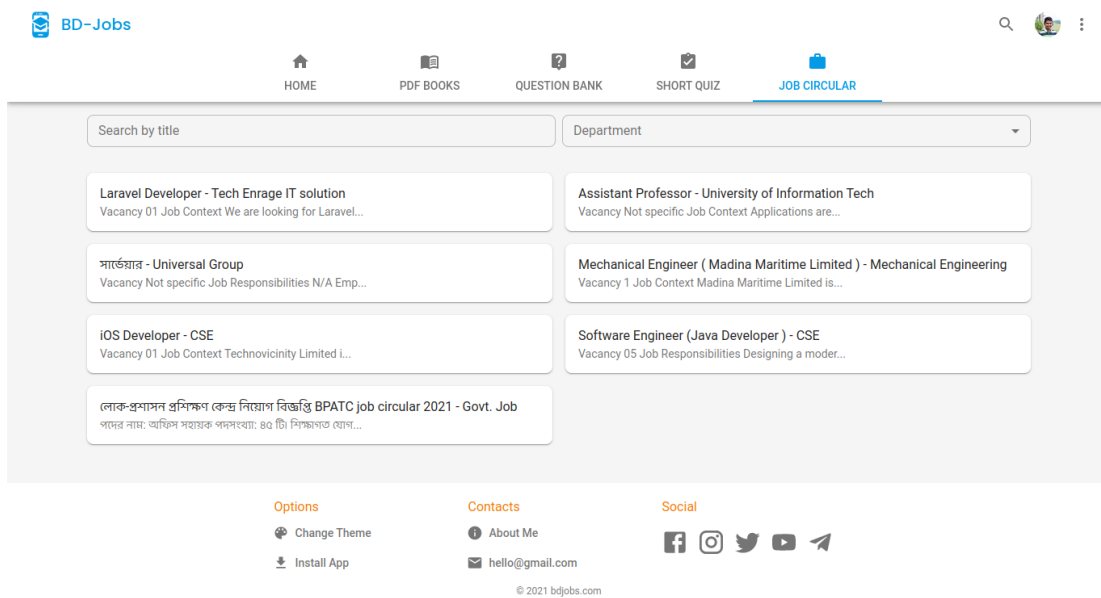 BD-Jobs
HOME
PDF BOOKS
QUESTION BANK
SHORT QUIZ
JOB CIRCULAR
Search by title
Department
Laravel Developer - Tech Enrage IT solution
Vacancy 01 Job Context We are looking for Laravel...
Assistant Professor - University of Information Tech
Vacancy Not specific Job Context Applications are...
সার্ভেয়ার - Universal Group
Vacancy Not specific Job Responsibilities N/A Emp...
Mechanical Engineer ( Madina Maritime Limited ) - Mechanical Engineering
Vacancy 1 Job Context Madina Maritime Limited is...
iOS Developer - CSE
Vacancy 01 Job Context Technovicinity Limited i...
Software Engineer (Java Developer ) - CSE
Vacancy 05 Job Responsibilities Designing a moder...
লোক-প্রশাসন প্রশিক্ষণ কেন্দ্র নিয়োগ বিজ্ঞপ্তি BPATC job circular 2021 - Govt. Job
পদের নাম: অফিস সহায়ক পদসংখ্যা: ৪৫ টি। শিক্ষাগত যোগ...
Options
Change Theme
Install App
Contacts
About Me
hello@gmail.com
Social
© 2021 bdjobs.com